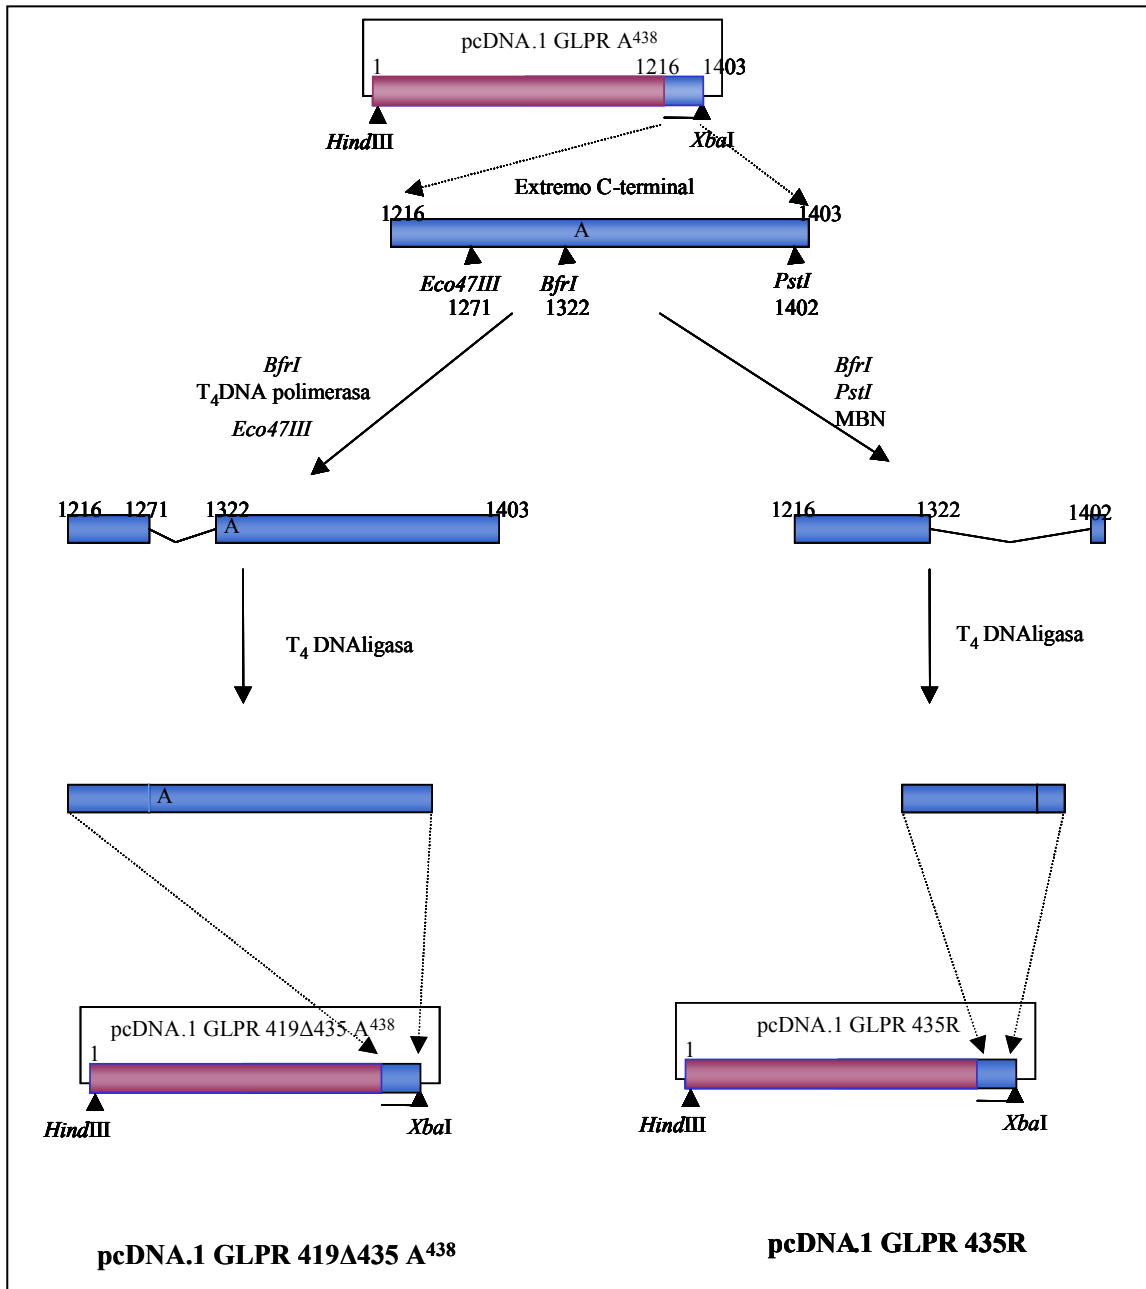 pcDNA.1 GLPR A438
1 1216 1403
HindIII XbaI
Extremo C-terminal
1216 1403
A
Eco47III BfrI PstI
1271 1322 1402
BfrI
T4DNA polimerasa
Eco47III
BfrI
PstI
MBN
1216 1271 1322 1403
A
1216 1322 1402
T4 DNAligasa
T4 DNAligasa
A
pcDNA.1 GLPR 419Δ435 A438
1
HindIII XbaI
pcDNA.1 GLPR 435R
1
HindIII XbaI
pcDNA.1 GLPR 419Δ435 A438
pcDNA.1 GLPR 435R